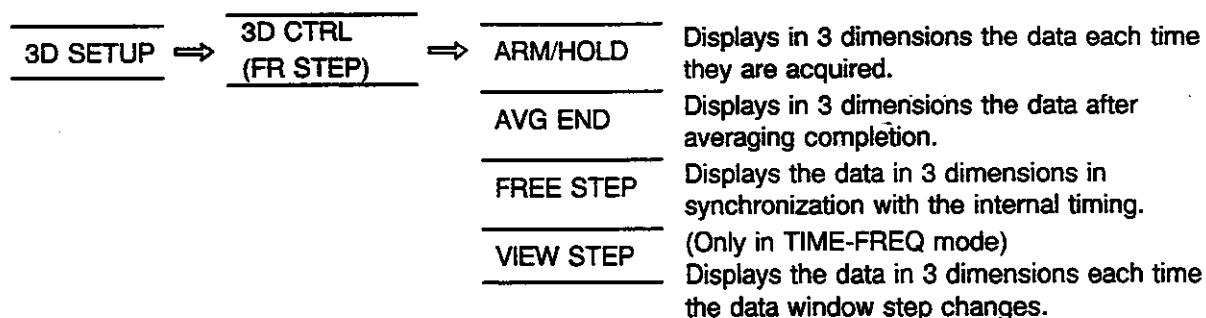 3D SETUP ⇒ 3D CTRL
(FR STEP) ⇒ ARM/HOLD Displays in 3 dimensions the data each time
they are acquired.
AVG END Displays in 3 dimensions the data after
averaging completion.
FREE STEP Displays the data in 3 dimensions in
synchronization with the internal timing.
VIEW STEP (Only in TIME-FREQ mode)
Displays the data in 3 dimensions each time
the data window step changes.